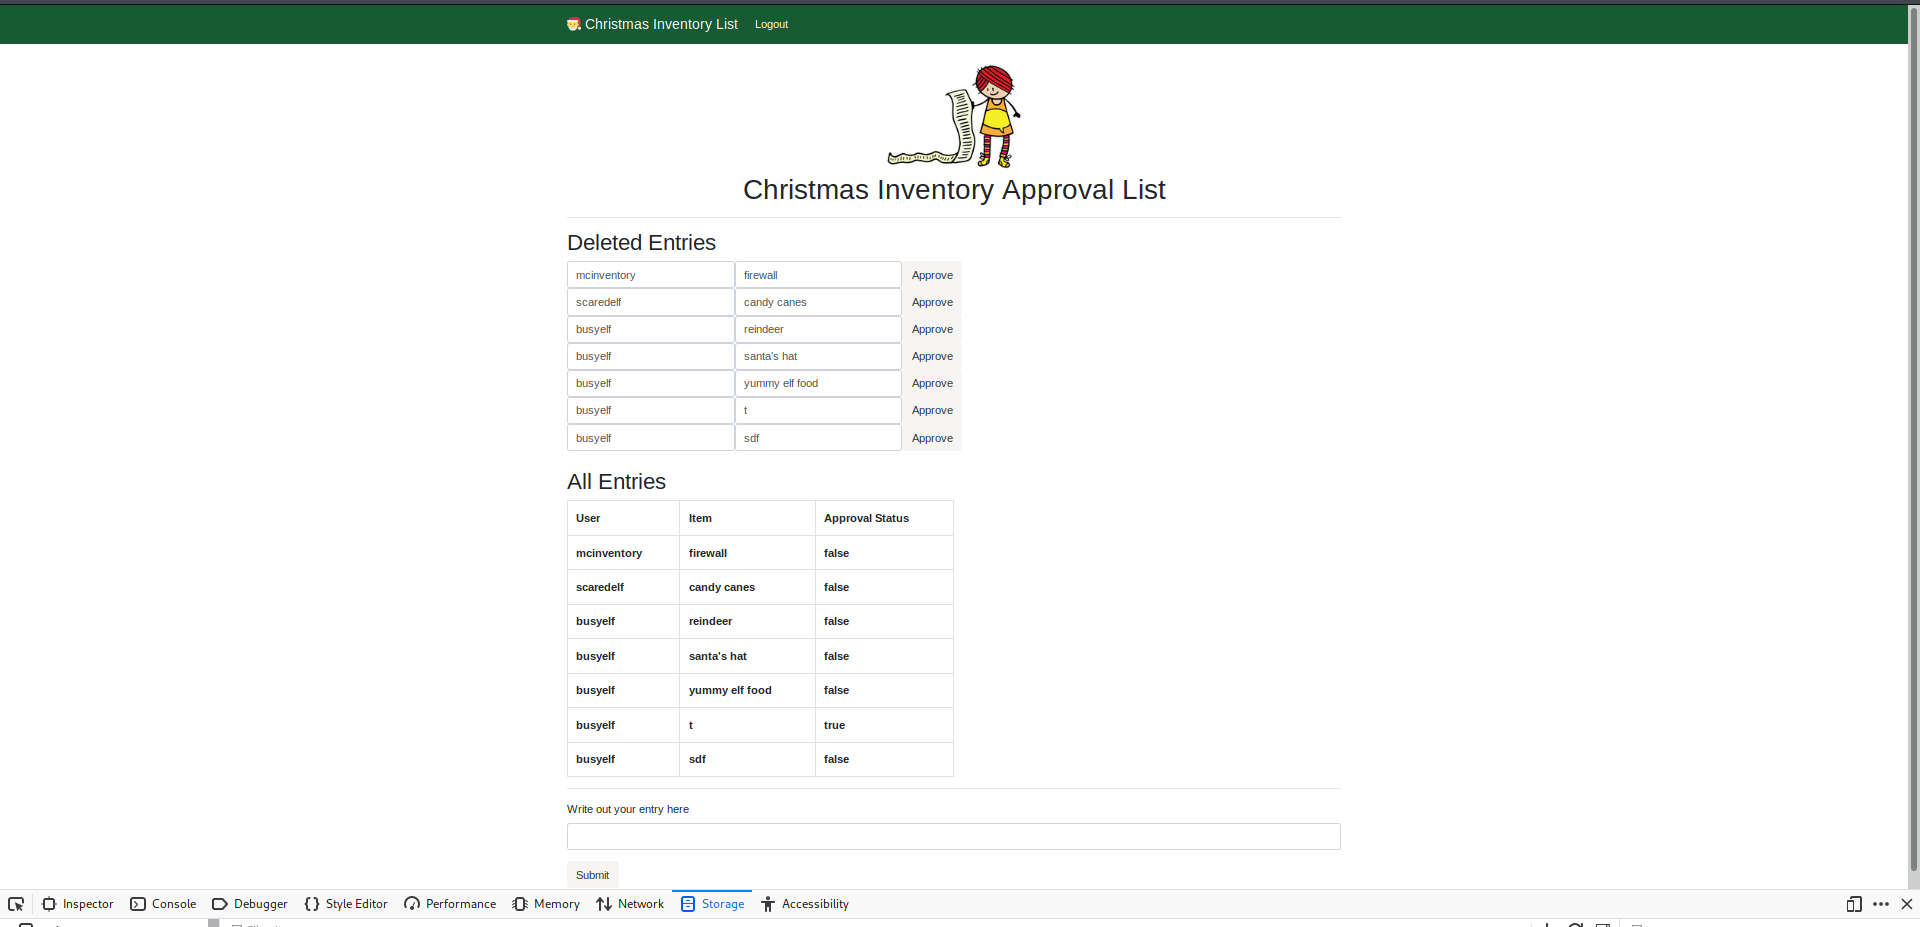 Christmas Inventory List Logout
Christmas Inventory Approval List
Deleted Entries
mcinventory firewall Approve
scaredelf candy canes Approve
busyelf reindeer Approve
busyelf santa's hat Approve
busyelf yummy elf food Approve
busyelf t Approve
busyelf sdf Approve
All Entries
User Item Approval Status
mcinventory firewall false
scaredelf candy canes false
busyelf reindeer false
busyelf santa's hat false
busyelf yummy elf food false
busyelf t true
busyelf sdf false
Write out your entry here
Submit
Inspector Console Debugger Style Editor Performance Memory Network Storage Accessibility